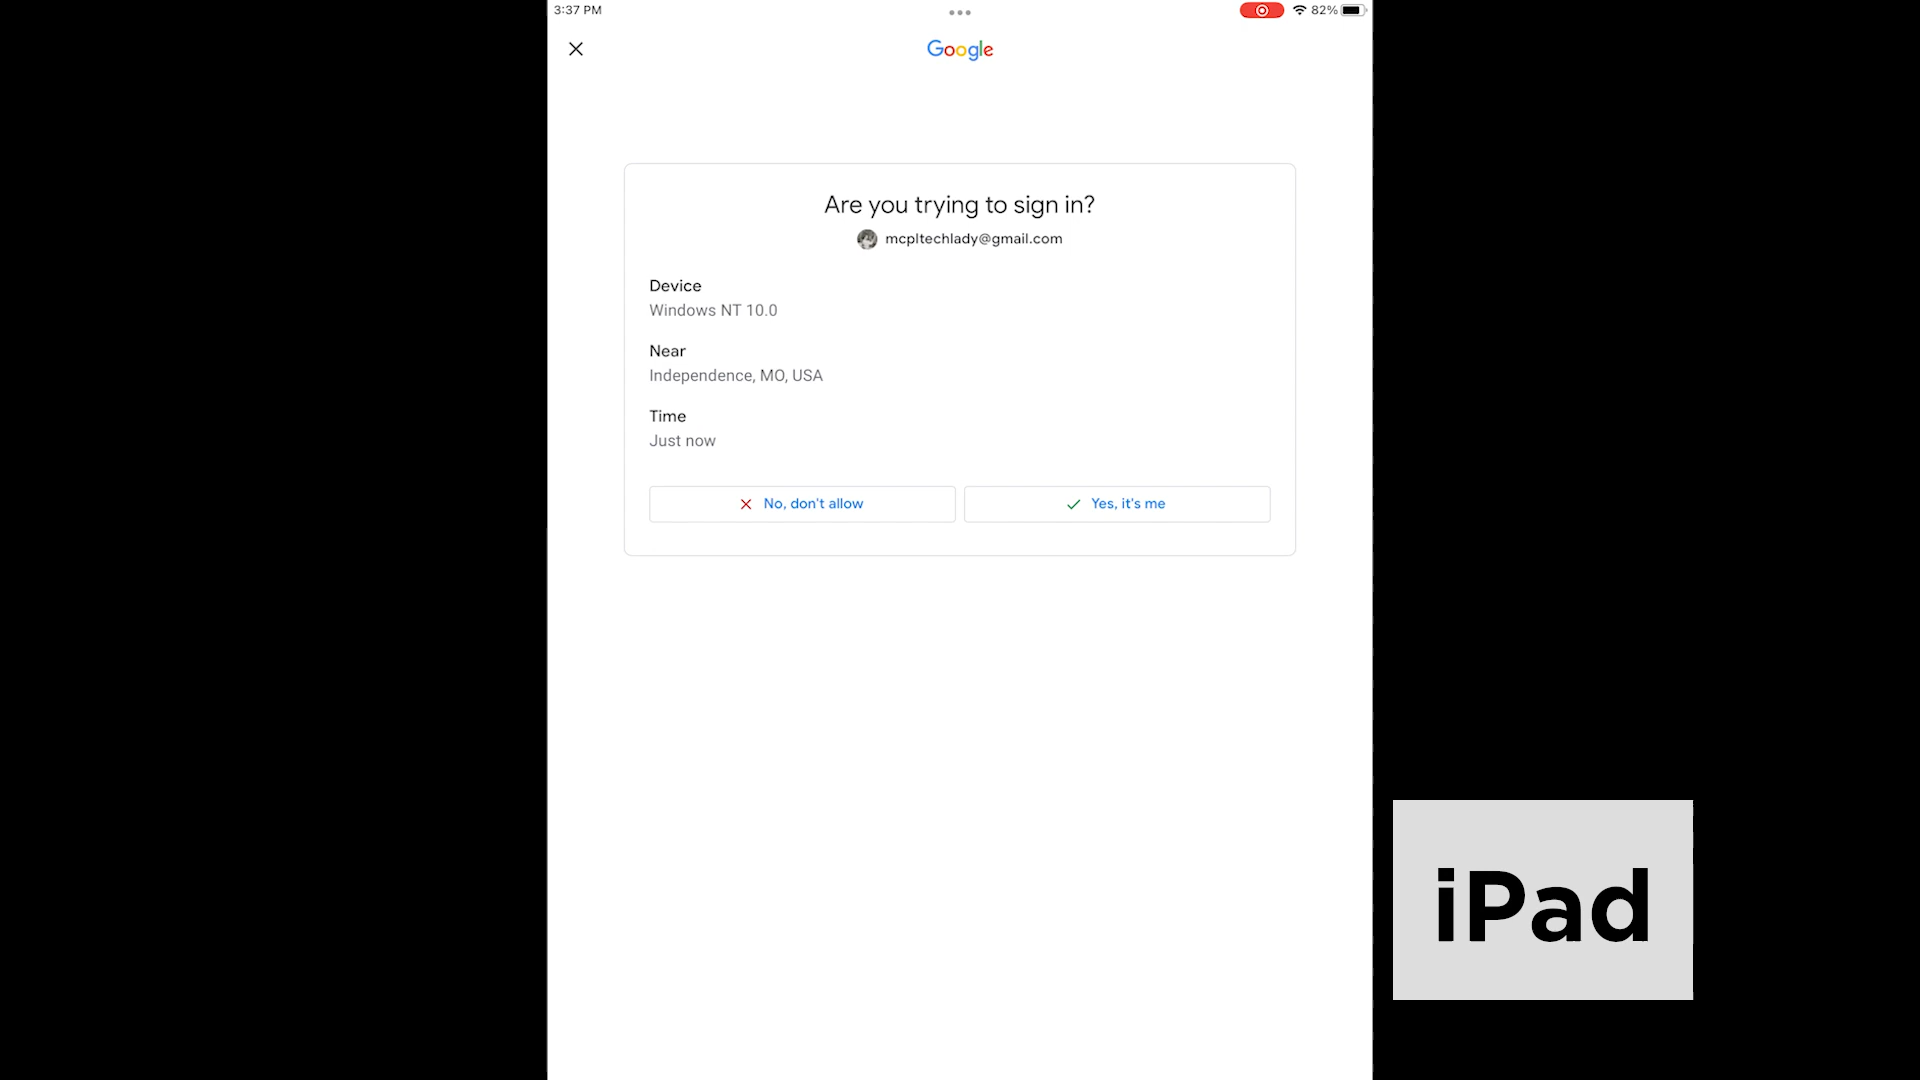 3:37 PM
82%
Google
Are you trying to sign in?
mcpltechlady@gmail.com
Device
Windows NT 10.0
Near
Independence, MO, USA
Time
Just now
No, don't allow
Yes, it's me
iPad